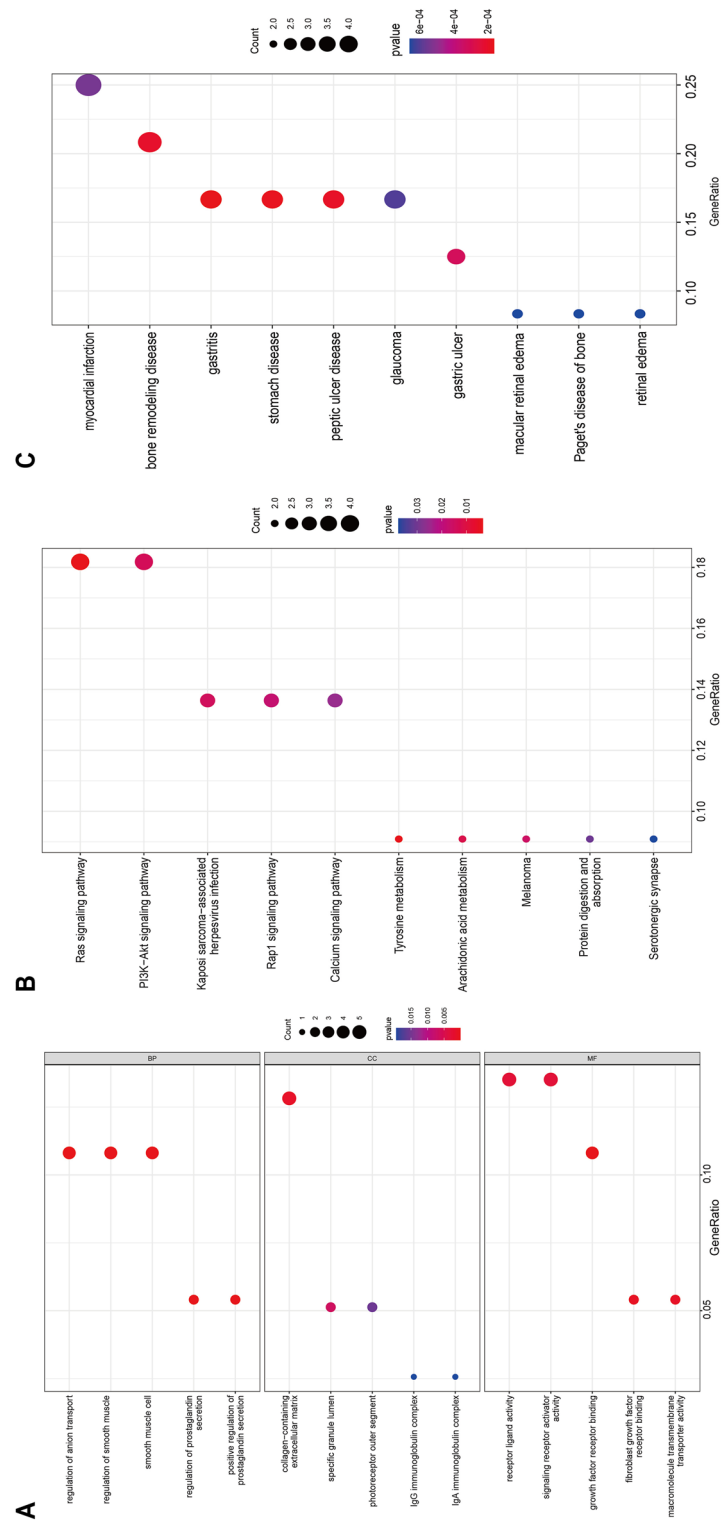 A
BP
regulation of anion transport
regulation of smooth muscle
smooth muscle cell
regulation of prostaglandin
secretion
positive regulation of
prostaglandin secretion
CC
collagen−containing
extracellular matrix
specific granule lumen
photoreceptor outer segment
IgG immunoglobulin complex
IgA immunoglobulin complex
MF
receptor ligand activity
signaling receptor activator
activity
growth factor receptor binding
fibroblast growth factor
receptor binding
macromolecule transmembrane
transporter activity
0.05
0.10
GeneRatio
Count
1
2
3
4
5
pvalue
0.015
0.010
0.005
B
Ras signaling pathway
PI3K−Akt signaling pathway
Kaposi sarcoma−associated
herpesvirus infection
Rap1 signaling pathway
Calcium signaling pathway
Tyrosine metabolism
Arachidonic acid metabolism
Melanoma
Protein digestion and
absorption
Serotonergic synapse
0.10
0.12
0.14
0.16
0.18
GeneRatio
Count
2.0
2.5
3.0
3.5
4.0
pvalue
0.03
0.02
0.01
C
myocardial infarction
bone remodeling disease
gastritis
stomach disease
peptic ulcer disease
glaucoma
gastric ulcer
macular retinal edema
Paget's disease of bone
retinal edema
0.10
0.15
0.20
0.25
GeneRatio
Count
2.0
2.5
3.0
3.5
4.0
pvalue
6e−04
4e−04
2e−04